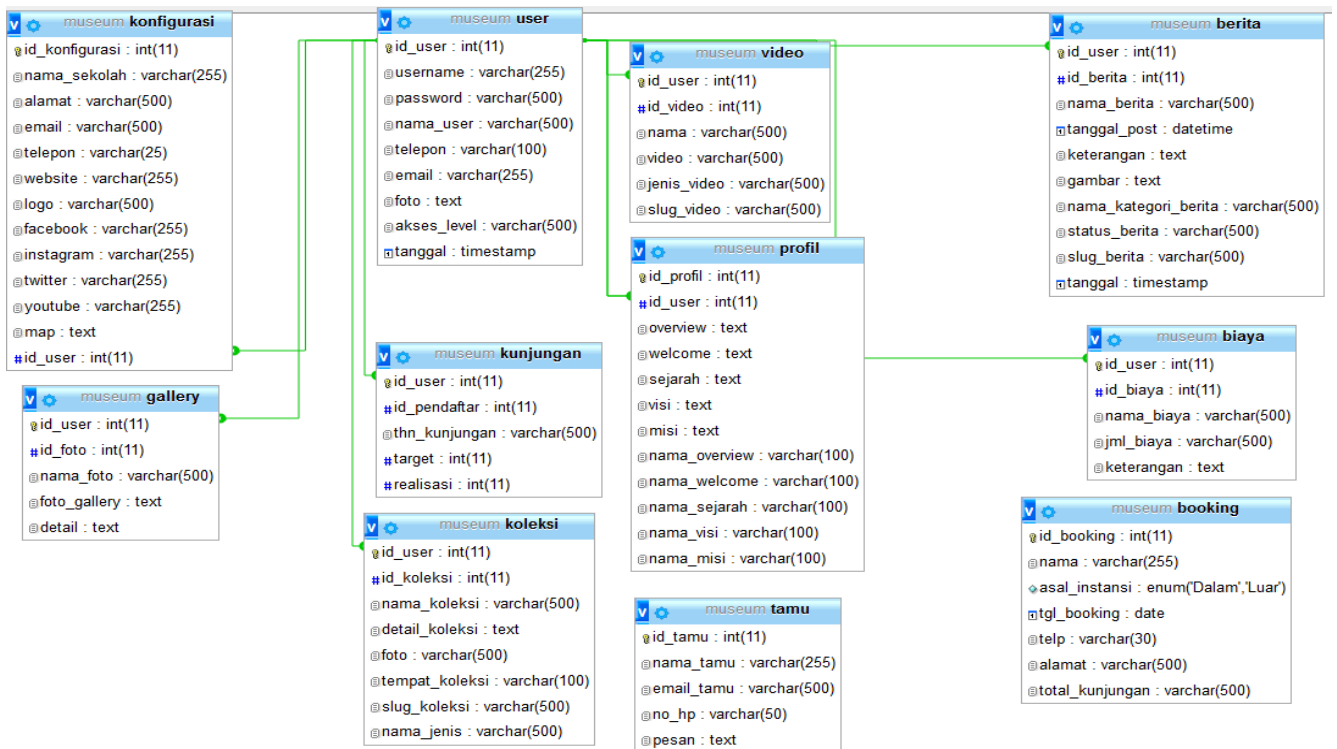 museum konfigurasi
id_konfigurasi : int(11)
nama_sekolah : varchar(255)
alamat : varchar(500)
email : varchar(500)
telepon : varchar(25)
website : varchar(255)
logo : varchar(500)
facebook : varchar(255)
instagram : varchar(255)
twitter : varchar(255)
youtube : varchar(255)
map : text
#id_user : int(11)
museum gallery
id_user : int(11)
#id_foto : int(11)
nama_foto : varchar(500)
foto_gallery : text
detail : text
museum user
id_user : int(11)
username : varchar(255)
password : varchar(500)
nama_user : varchar(500)
telepon : varchar(100)
email : varchar(255)
foto : text
akses_level : varchar(500)
tanggal : timestamp
museum kunjungan
id_user : int(11)
#id_pendaftar : int(11)
thn_kunjungan : varchar(500)
#target : int(11)
#realisasi : int(11)
museum koleksi
id_user : int(11)
#id_koleksi : int(11)
nama_koleksi : varchar(500)
detail_koleksi : text
foto : varchar(500)
tempat_koleksi : varchar(100)
slug_koleksi : varchar(500)
nama_jenis : varchar(500)
museum video
id_user : int(11)
#id_video : int(11)
nama : varchar(500)
video : varchar(500)
jenis_video : varchar(500)
slug_video : varchar(500)
museum profil
id_profil : int(11)
#id_user : int(11)
overview : text
welcome : text
sejarah : text
visi : text
misi : text
nama_overview : varchar(100)
nama_welcome : varchar(100)
nama_sejarah : varchar(100)
nama_visi : varchar(100)
nama_misi : varchar(100)
museum tamu
id_tamu : int(11)
nama_tamu : varchar(255)
email_tamu : varchar(500)
no_hp : varchar(50)
pesan : text
museum berita
id_user : int(11)
#id_berita : int(11)
nama_berita : varchar(500)
tanggal_post : datetime
keterangan : text
gambar : text
nama_kategori_berita : varchar(500)
status_berita : varchar(500)
slug_berita : varchar(500)
tanggal : timestamp
museum biaya
id_user : int(11)
#id_biaya : int(11)
nama_biaya : varchar(500)
jml_biaya : varchar(500)
keterangan : text
museum booking
id_booking : int(11)
nama : varchar(255)
asal_instansi : enum('Dalam','Luar')
tgl_booking : date
telp : varchar(30)
alamat : varchar(500)
total_kunjungan : varchar(500)